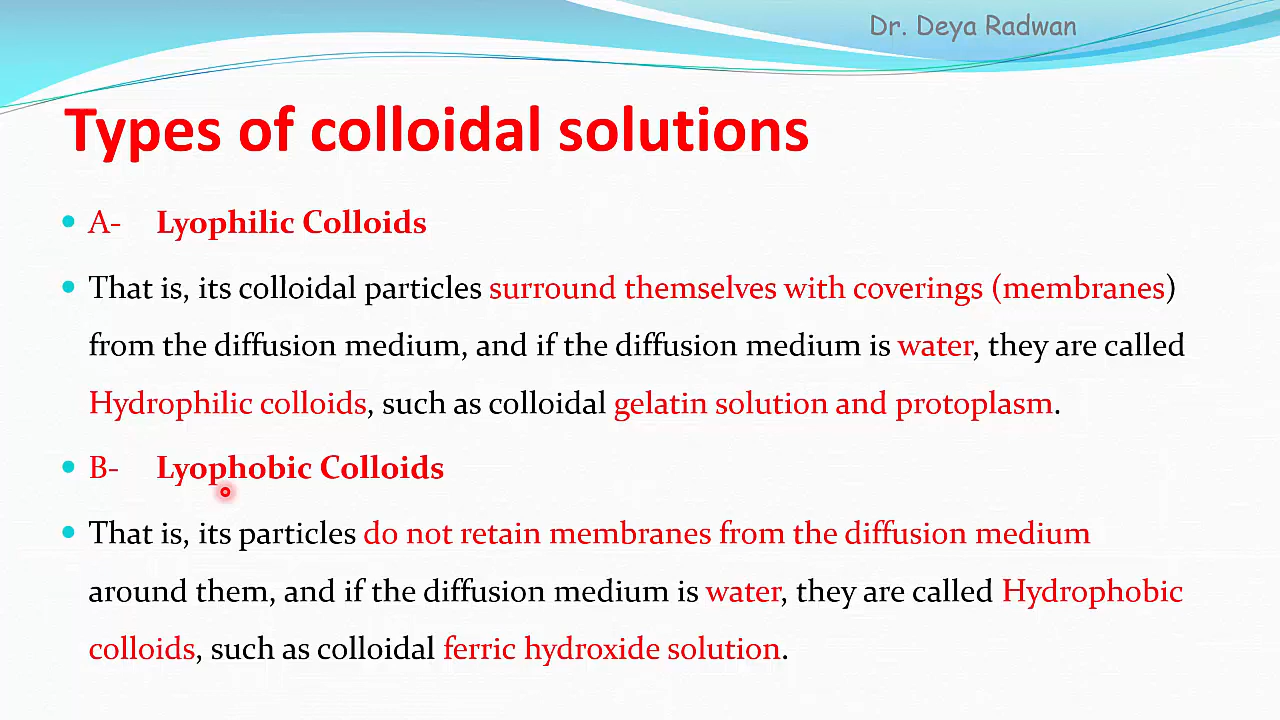 Dr. Deya Radwan
Types of colloidal solutions
• A- Lyophilic Colloids
• That is, its colloidal particles surround themselves with coverings (membranes)
from the diffusion medium, and if the diffusion medium is water, they are called
Hydrophilic colloids, such as colloidal gelatin solution and protoplasm.
• B- Lyophobic Colloids
• That is, its particles do not retain membranes from the diffusion medium
around them, and if the diffusion medium is water, they are called Hydrophobic
colloids, such as colloidal ferric hydroxide solution.